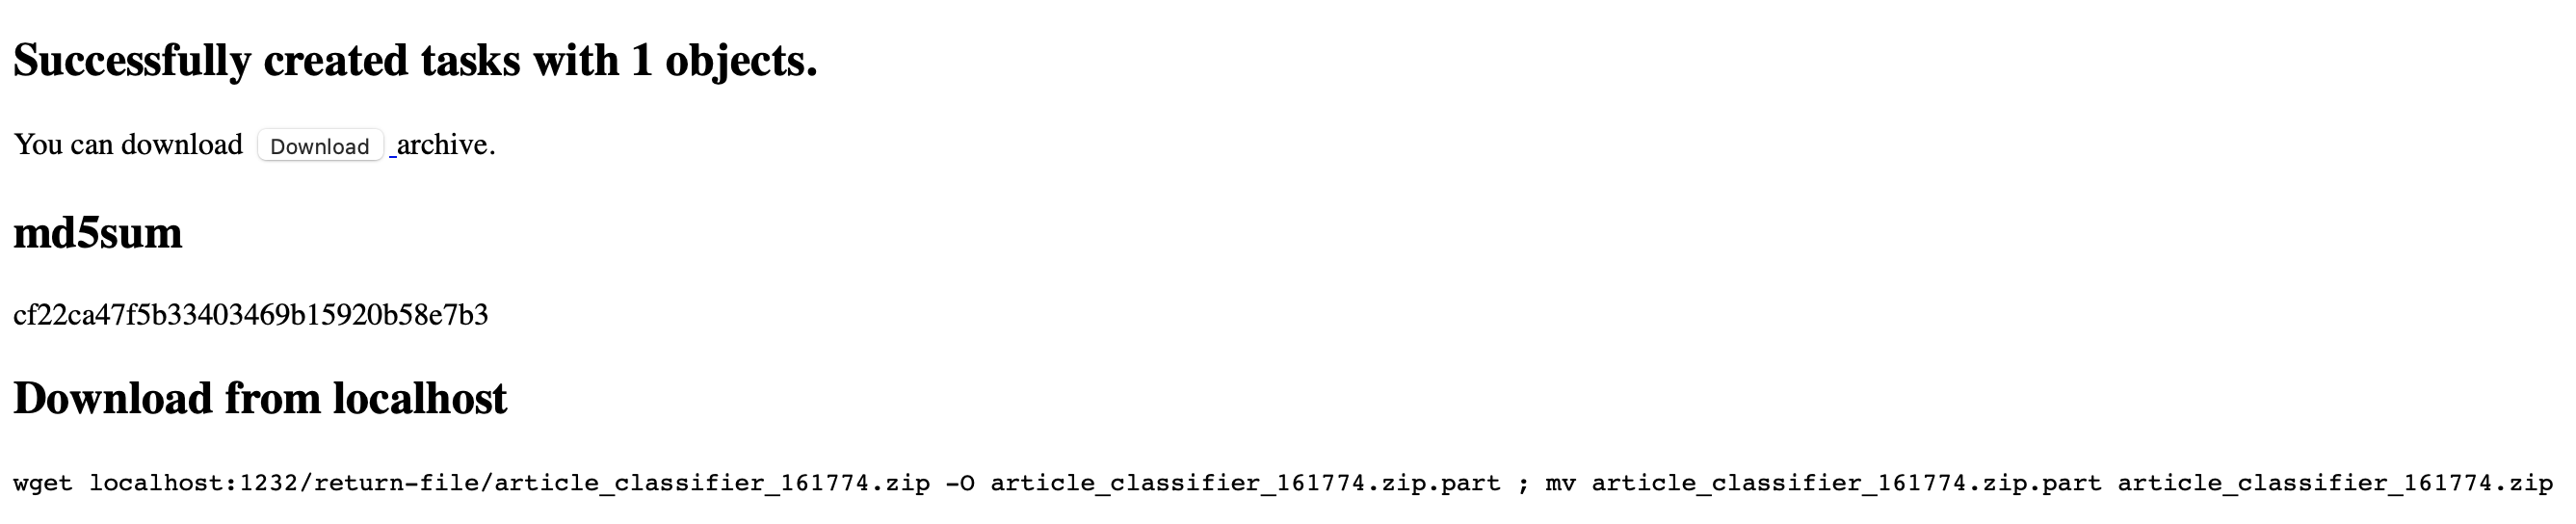 Successfully created tasks with 1 objects.
You can download Download archive.
md5sum
cf22ca47f5b33403469b15920b58e7b3
Download from localhost
wget localhost:1232/return-file/article_classifier_161774.zip -O article_classifier_161774.zip.part ; mv article_classifier_161774.zip.part article_classifier_161774.zip